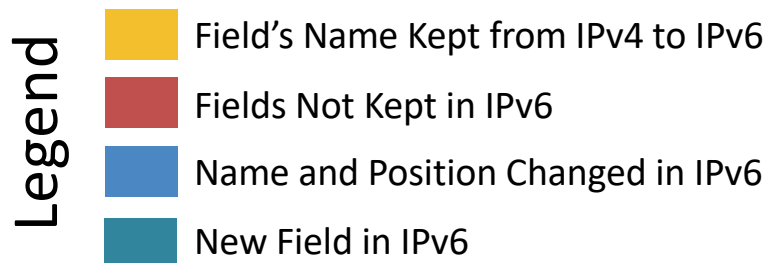 Legend
Field's Name Kept from IPv4 to IPv6
Fields Not Kept in IPv6
Name and Position Changed in IPv6
New Field in IPv6